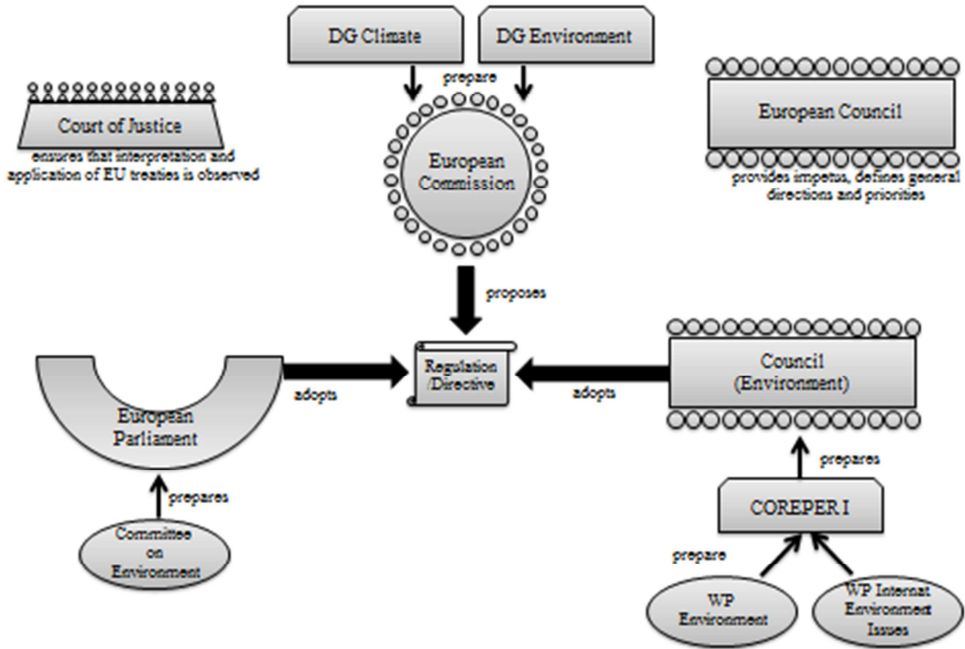 DG Climate
DG Environment
prepare
Court of Justice
ensures that interpretation and
application of EU treaties is observed
European
Commission
European Council
provides impetus, defines general
directions and priorities
proposes
Regulation
/Directive
European
Parliament
adopts
Council
(Environment)
adopts
prepares
Committee
on
Environment
prepares
COREPER I
prepare
WP
Environment
WP Internat
Environment
Issues